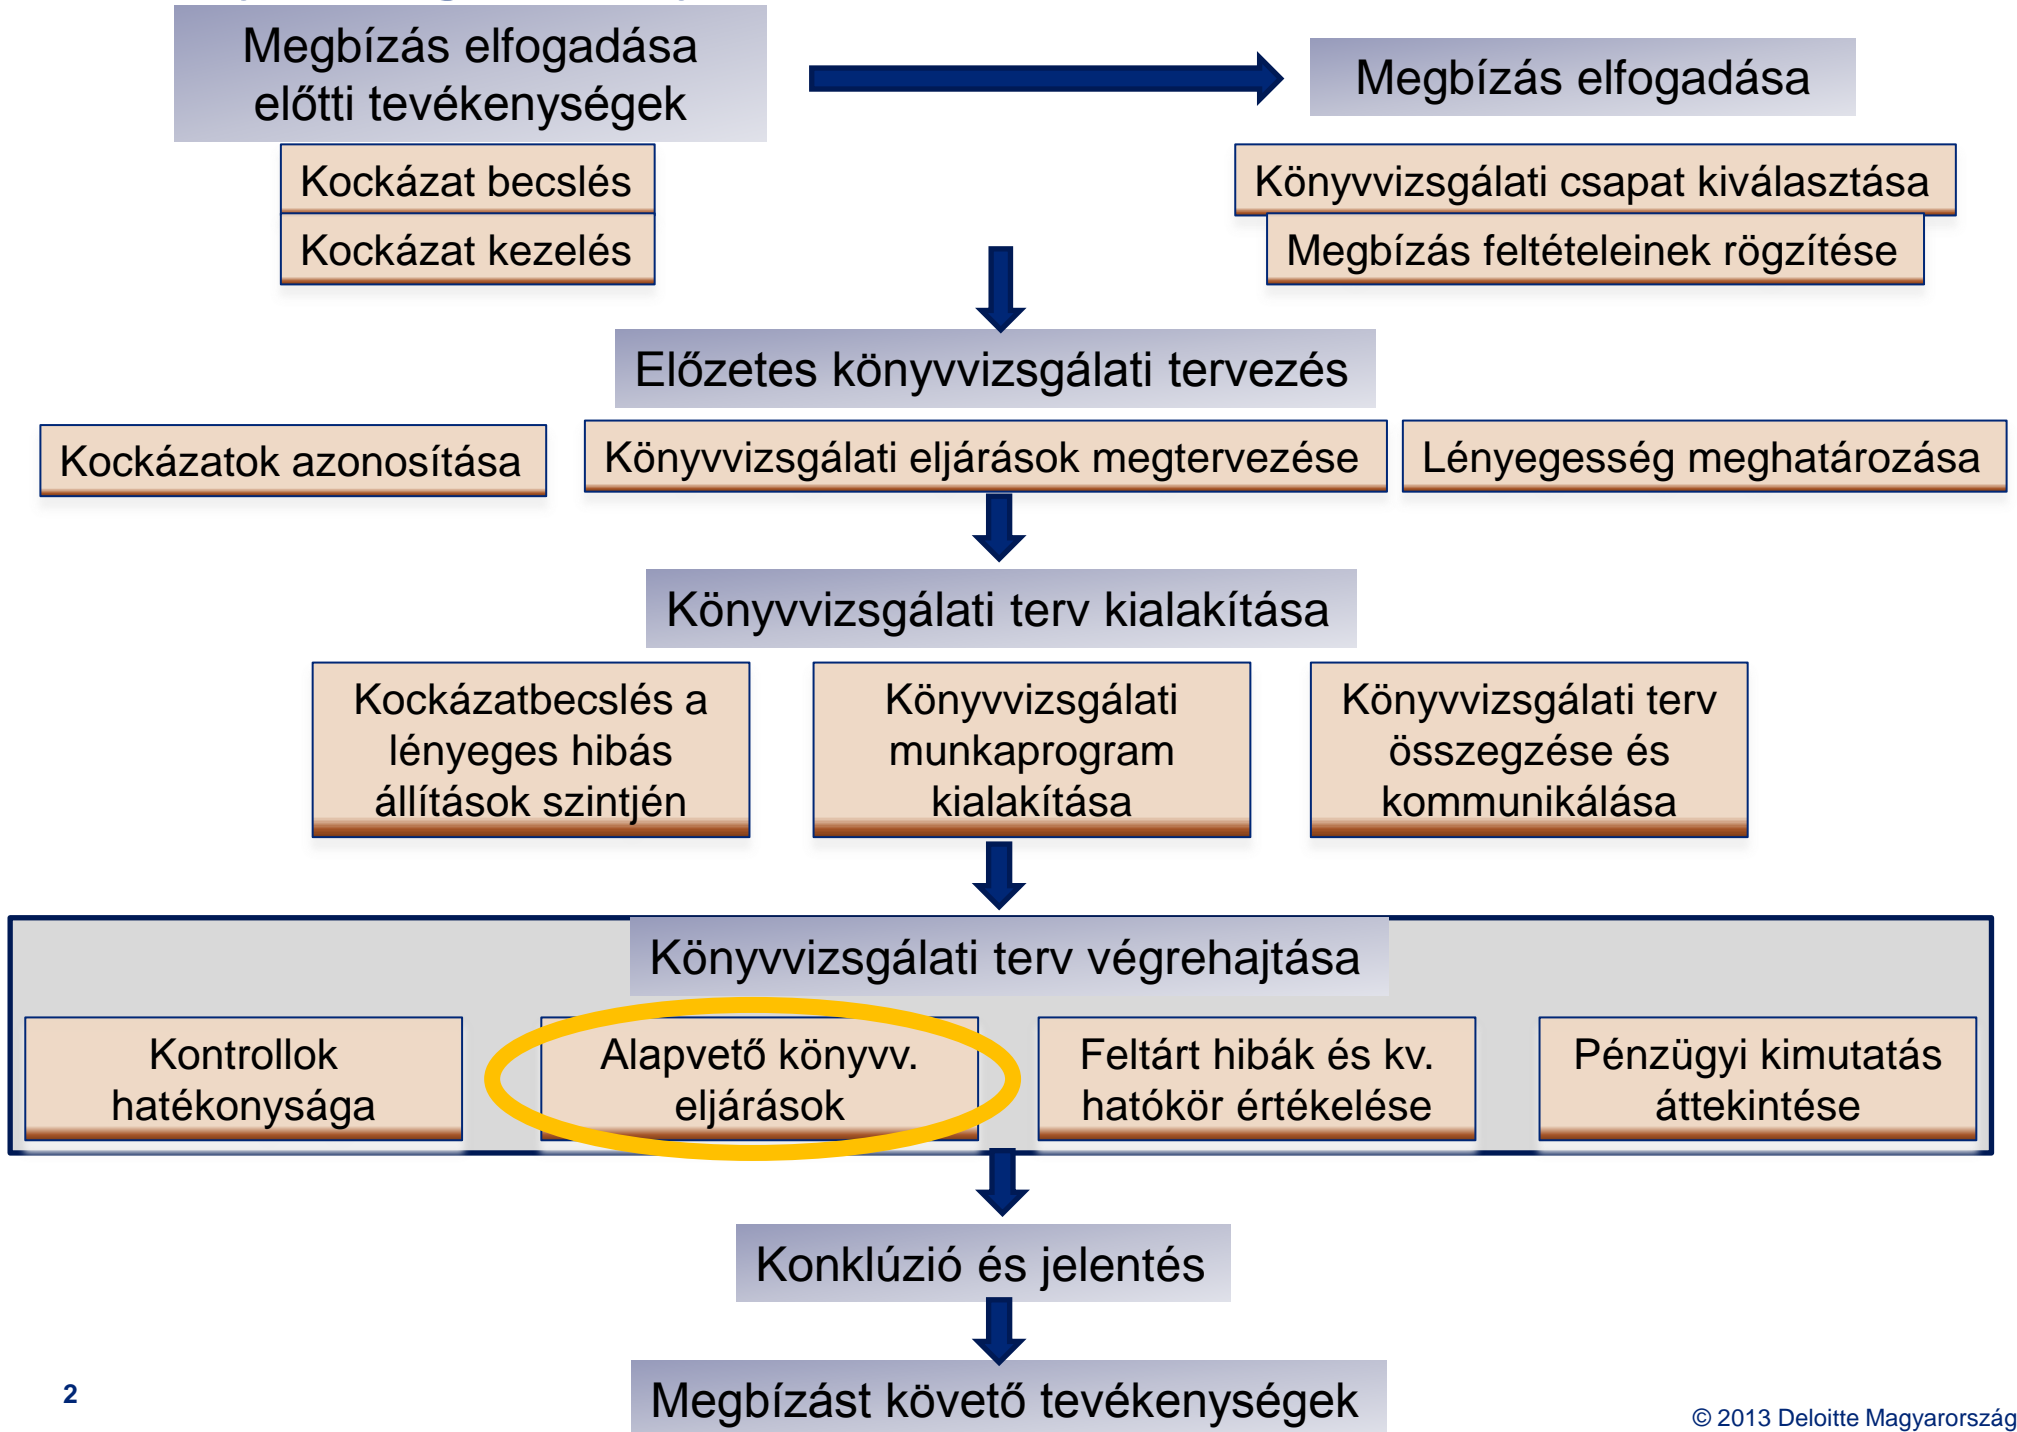 Megbízás elfogadása
előtti tevékenységek
Megbízás elfogadása
Kockázat becslés
Kockázat kezelés
Könyvvizsgálati csapat kiválasztása
Megbízás feltételeinek rögzítése
Előzetes könyvvizsgálati tervezés
Kockázatok azonosítása
Könyvvizsgálati eljárások megtervezése
Lényegesség meghatározása
Könyvvizsgálati terv kialakítása
Kockázatbecslés a
lényeges hibás
állítások szintjén
Könyvvizsgálati
munkaprogram
kialakítása
Könyvvizsgálati terv
összegzése és
kommunikálása
Könyvvizsgálati terv végrehajtása
Kontrollok
hatékonysága
Alapvető könyvv.
eljárások
Feltárt hibák és kv.
hatókör értékelése
Pénzügyi kimutatás
áttekintése
Konklúzió és jelentés
Megbízást követő tevékenységek
2
© 2013 Deloitte Magyarország